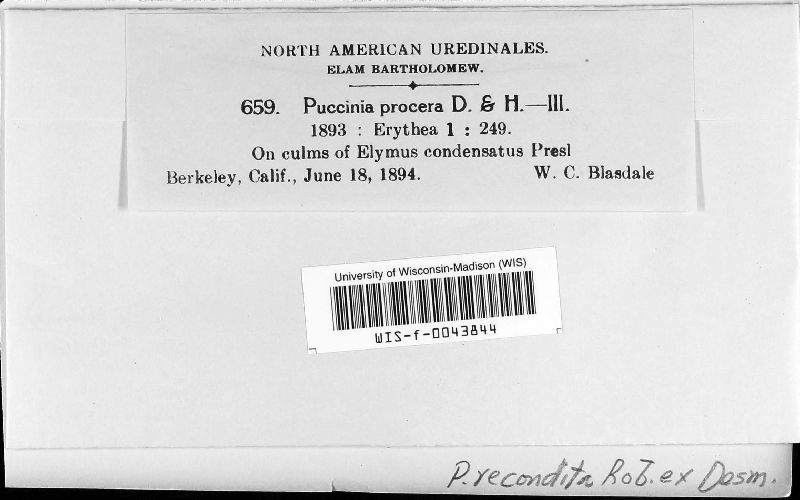 NORTH AMERICAN UREDINALES.
ELAM BARTHOLOMEW.
659. Puccinia procera D. & H.—III.
1893 : Erythea 1 : 249.
On culms of Elymus condensatus Presl
Berkeley, Calif., June 18, 1894. W. C. Blasdale
University of Wisconsin-Madison (WIS)
WIS-f-0043844
P. recondita Rob. ex Desm.